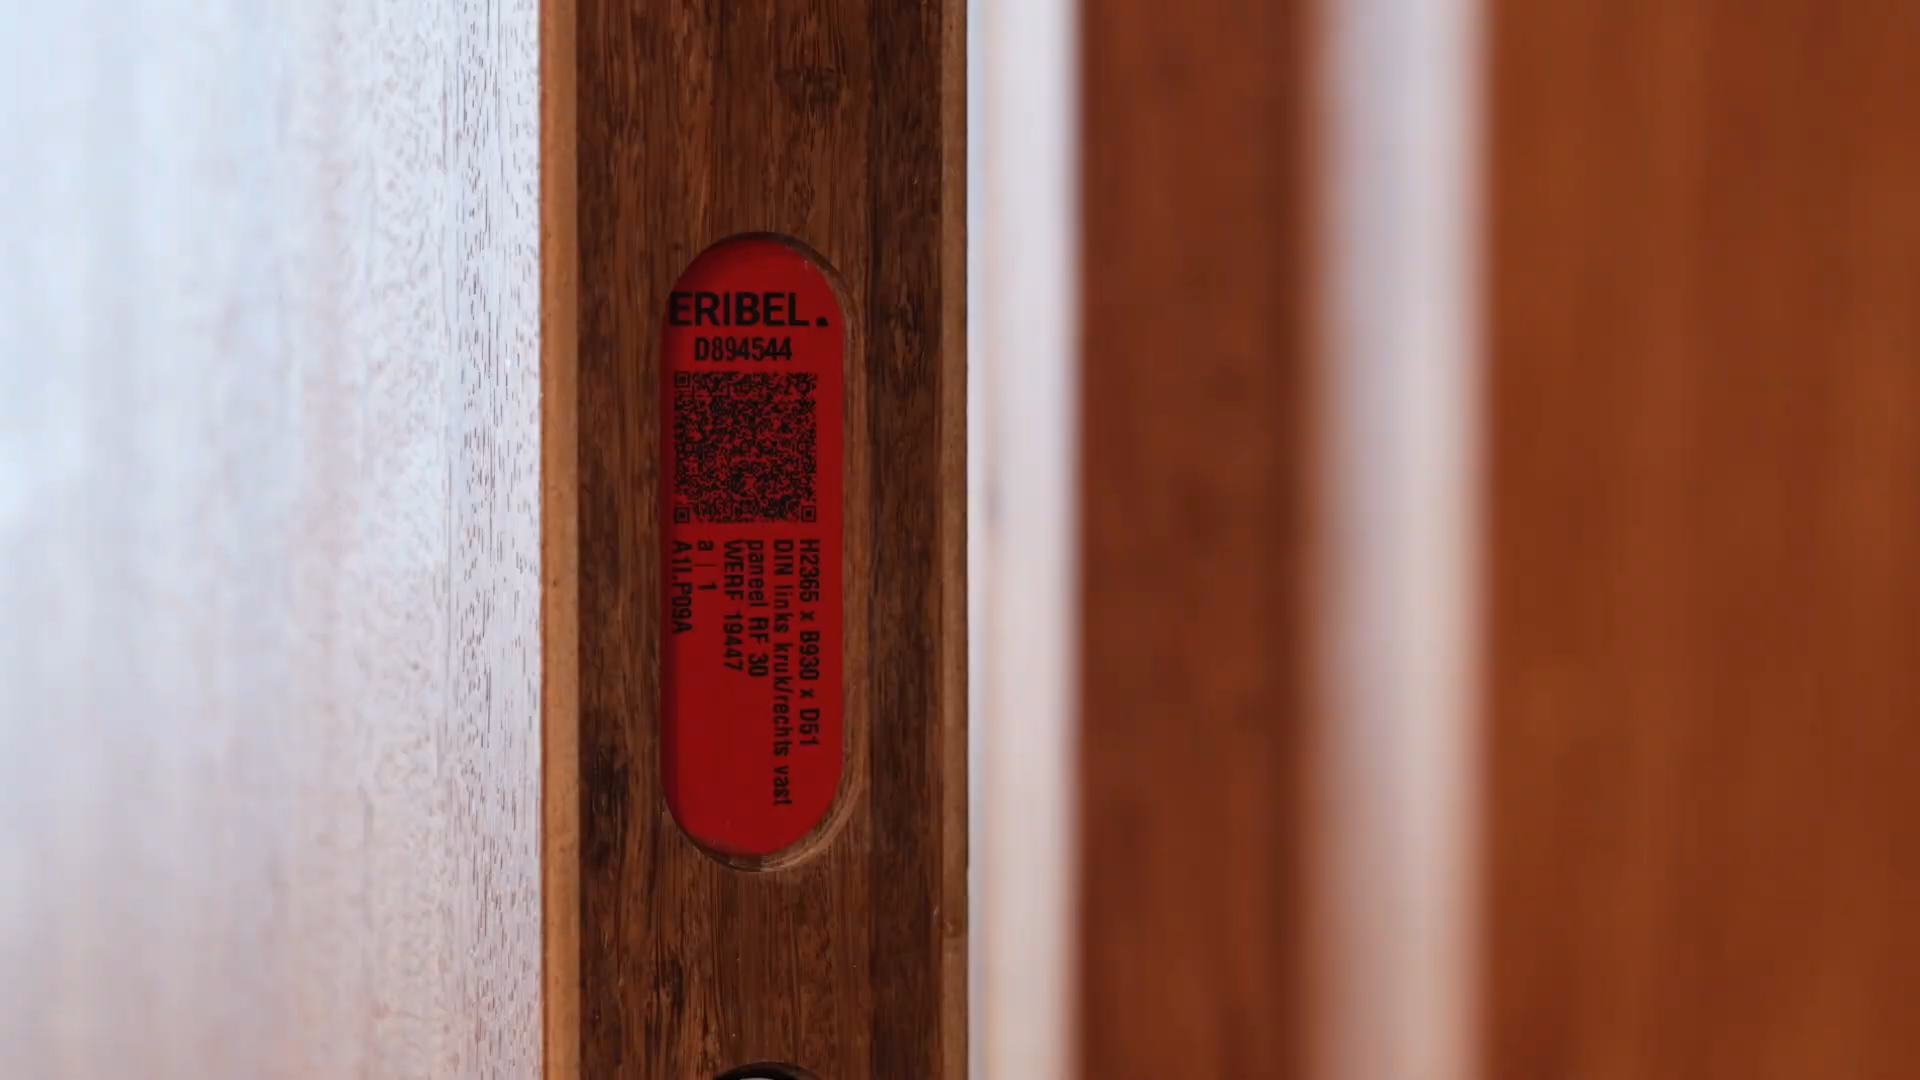 ERIBEL.
D894544
H2365 x B930 x D51
DIN links kruk/rechts vast
paneel RF 30
WERF 19447
a | 1
A11.P09A